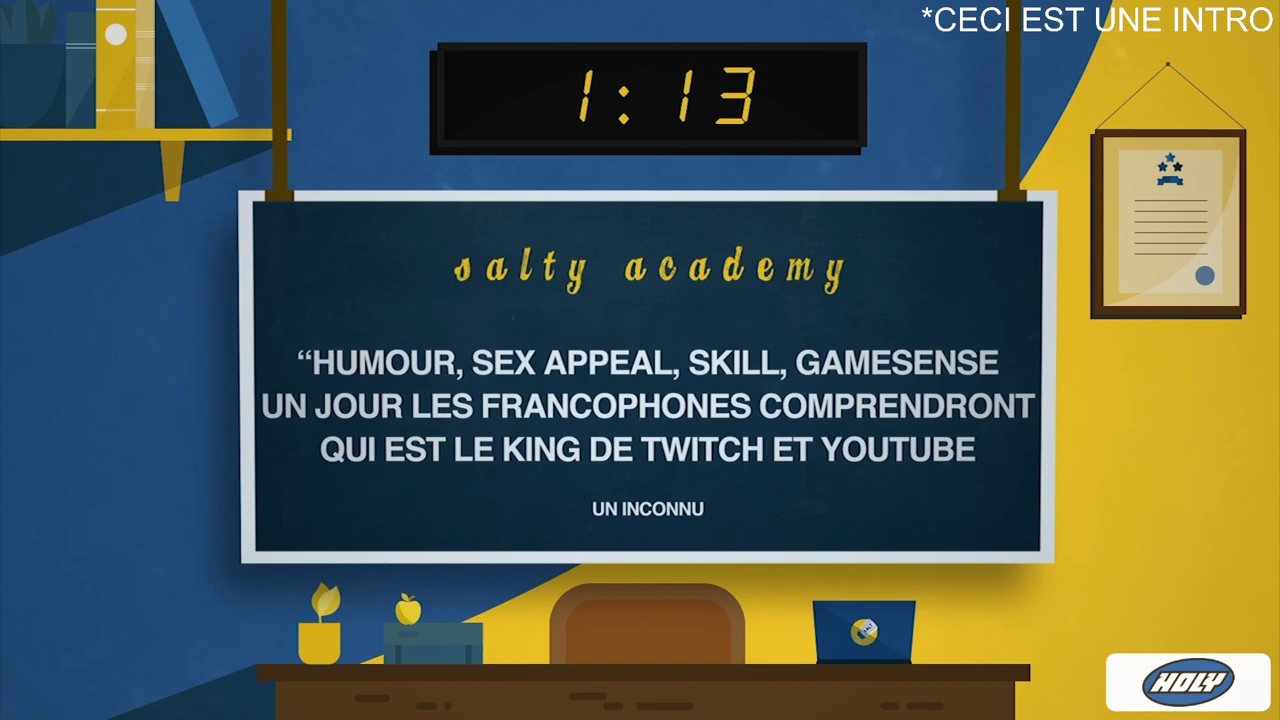 *CECI EST UNE INTRO
1:13
salty academy
“HUMOUR, SEX APPEAL, SKILL, GAMESENSE
UN JOUR LES FRANCOPHONES COMPRENDRONT
QUI EST LE KING DE TWITCH ET YOUTUBE
UN INCONNU
HOLY